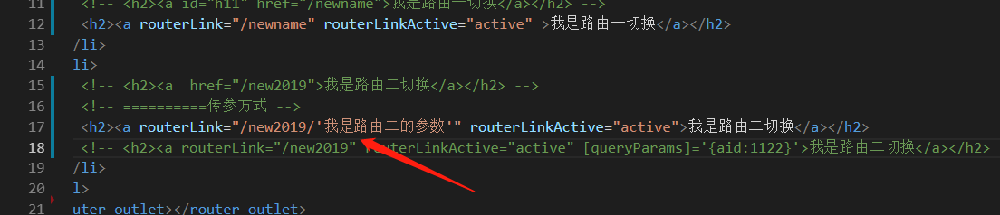 11 <!-- <h2><a id="h11" href="/newname">我是路由一切换</a></h2> -->
12 <h2><a routerLink="/newname" routerLinkActive="active" >我是路由一切换</a></h2>
13 /li>
14 li>
15 <!-- <h2><a  href="/new2019">我是路由二切换</a></h2> -->
16 <!-- ==========传参方式 -->
17 <h2><a routerLink="/new2019/'我是路由二的参数'" routerLinkActive="active">我是路由二切换</a></h2>
18 <!-- <h2><a routerLink="/new2019" routerLinkActive="active" [queryParams]='{aid:1122}'>我是路由二切换</a></h2>
19 /li>
20 l>
21 uter-outlet></router-outlet>